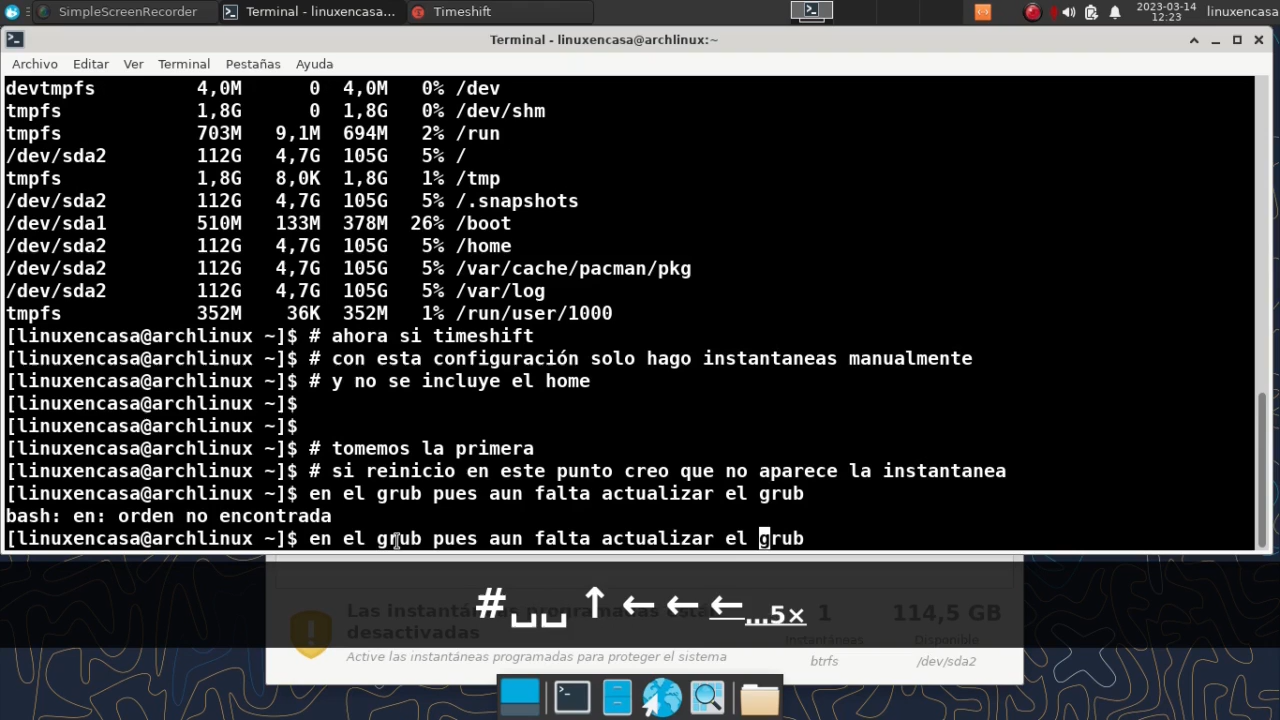 SimpleScreenRecorder
Terminal - linuxencasa...
Timeshift
2023-03-14
12:23
linuxencasa
Terminal - linuxencasa@archlinux:~
Archivo Editar Ver Terminal Pestañas Ayuda
devtmpfs 4,0M 0 4,0M 0% /dev
tmpfs 1,8G 0 1,8G 0% /dev/shm
tmpfs 703M 9,1M 694M 2% /run
/dev/sda2 112G 4,7G 105G 5% /
tmpfs 1,8G 8,0K 1,8G 1% /tmp
/dev/sda2 112G 4,7G 105G 5% /.snapshots
/dev/sda1 510M 133M 378M 26% /boot
/dev/sda2 112G 4,7G 105G 5% /home
/dev/sda2 112G 4,7G 105G 5% /var/cache/pacman/pkg
/dev/sda2 112G 4,7G 105G 5% /var/log
tmpfs 352M 36K 352M 1% /run/user/1000
[linuxencasa@archlinux ~]$ # ahora si timeshift
[linuxencasa@archlinux ~]$ # con esta configuración solo hago instantaneas manualmente
[linuxencasa@archlinux ~]$ # y no se incluye el home
[linuxencasa@archlinux ~]$
[linuxencasa@archlinux ~]$
[linuxencasa@archlinux ~]$ # tomemos la primera
[linuxencasa@archlinux ~]$ # si reinicio en este punto creo que no aparece la instantanea
[linuxencasa@archlinux ~]$ en el grub pues aun falta actualizar el grub
bash: en: orden no encontrada
[linuxencasa@archlinux ~]$ en el grub pues aun falta actualizar el grub
#␣␣↑←←←...5×
Las instantáneas programadas están
desactivadas
Active las instantáneas programadas para proteger el sistema
1
Instantáneas
btrfs
114,5 GB
Disponible
/dev/sda2